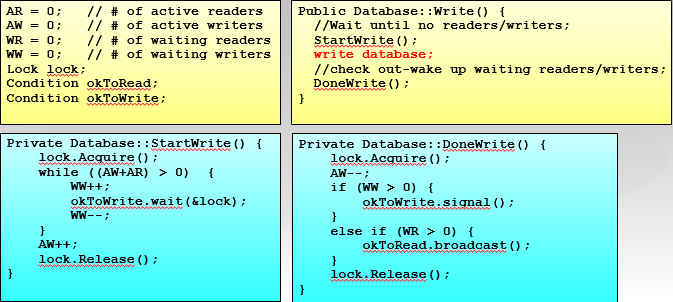 AR = 0;   // # of active readers
AW = 0;   // # of active writers
WR = 0;   // # of waiting readers
WW = 0;   // # of waiting writers
Lock lock;
Condition okToRead;
Condition okToWrite;
Public Database::Write() {
  //Wait until no readers/writers;
  StartWrite();
  write database;
  //check out-wake up waiting readers/writers;
  DoneWrite();
}
Private Database::StartWrite() {
    lock.Acquire();
    while ((AW+AR) > 0)  {
        WW++;
        okToWrite.wait(&lock);
        WW--;
    }
    AW++;
    lock.Release();
}
Private Database::DoneWrite() {
    lock.Acquire();
    AW--;
    if (WW > 0) {
        okToWrite.signal();
    }
    else if (WR > 0) {
        okToRead.broadcast();
    }
    lock.Release();
}